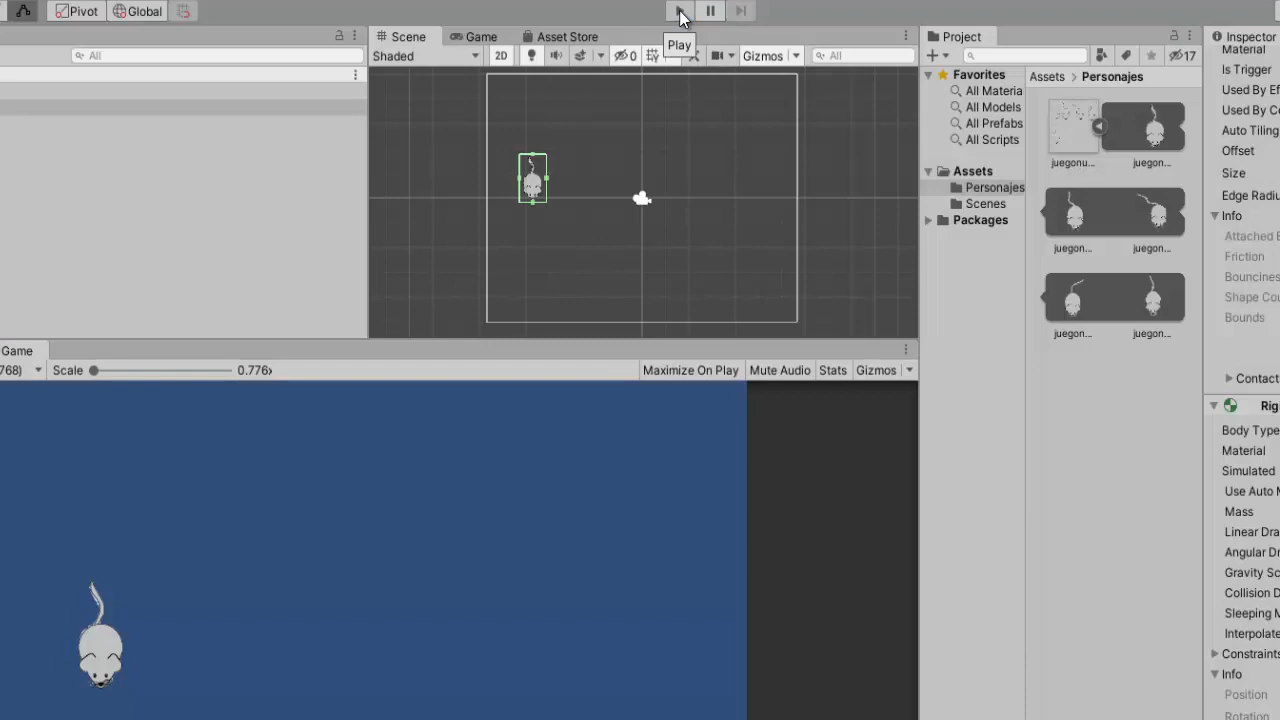 Pivot Global
All
Scene Game Asset Store
Shaded 2D 0 Gizmos All
Play
Game
768) Scale 0.776x Maximize On Play Mute Audio Stats Gizmos
Project
17
Favorites
All Materia
All Models
All Prefabs
All Scripts
Assets
Personajes
Scenes
Packages
Assets > Personajes
juegonu... juegon...
juegon... juegon...
juegon... juegon...
Inspector
Material
Is Trigger
Used By Ef
Used By Co
Auto Tiling
Offset
Size
Edge Radiu
Info
Attached B
Friction
Bouncines
Shape Cou
Bounds
Contact
Rig
Body Type
Material
Simulated
Use Auto M
Mass
Linear Dra
Angular Dr
Gravity Sc
Collision D
Sleeping M
Interpolate
Constraints
Info
Position
Rotation